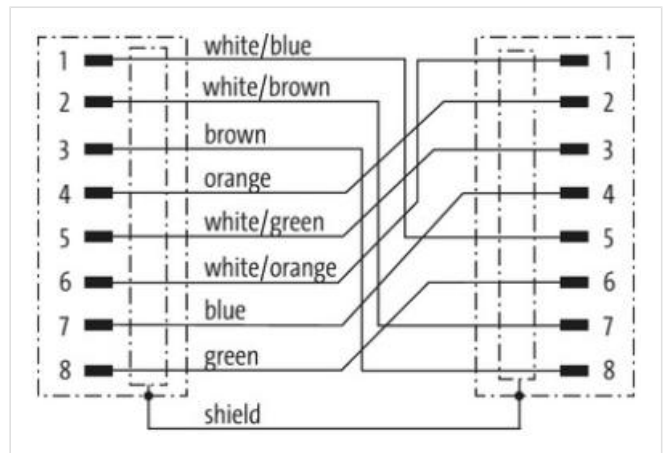 1 white/blue 1
2 white/brown 2
3 brown 3
4 orange 4
5 white/green 5
6 white/orange 6
7 blue 7
8 green 8
shield